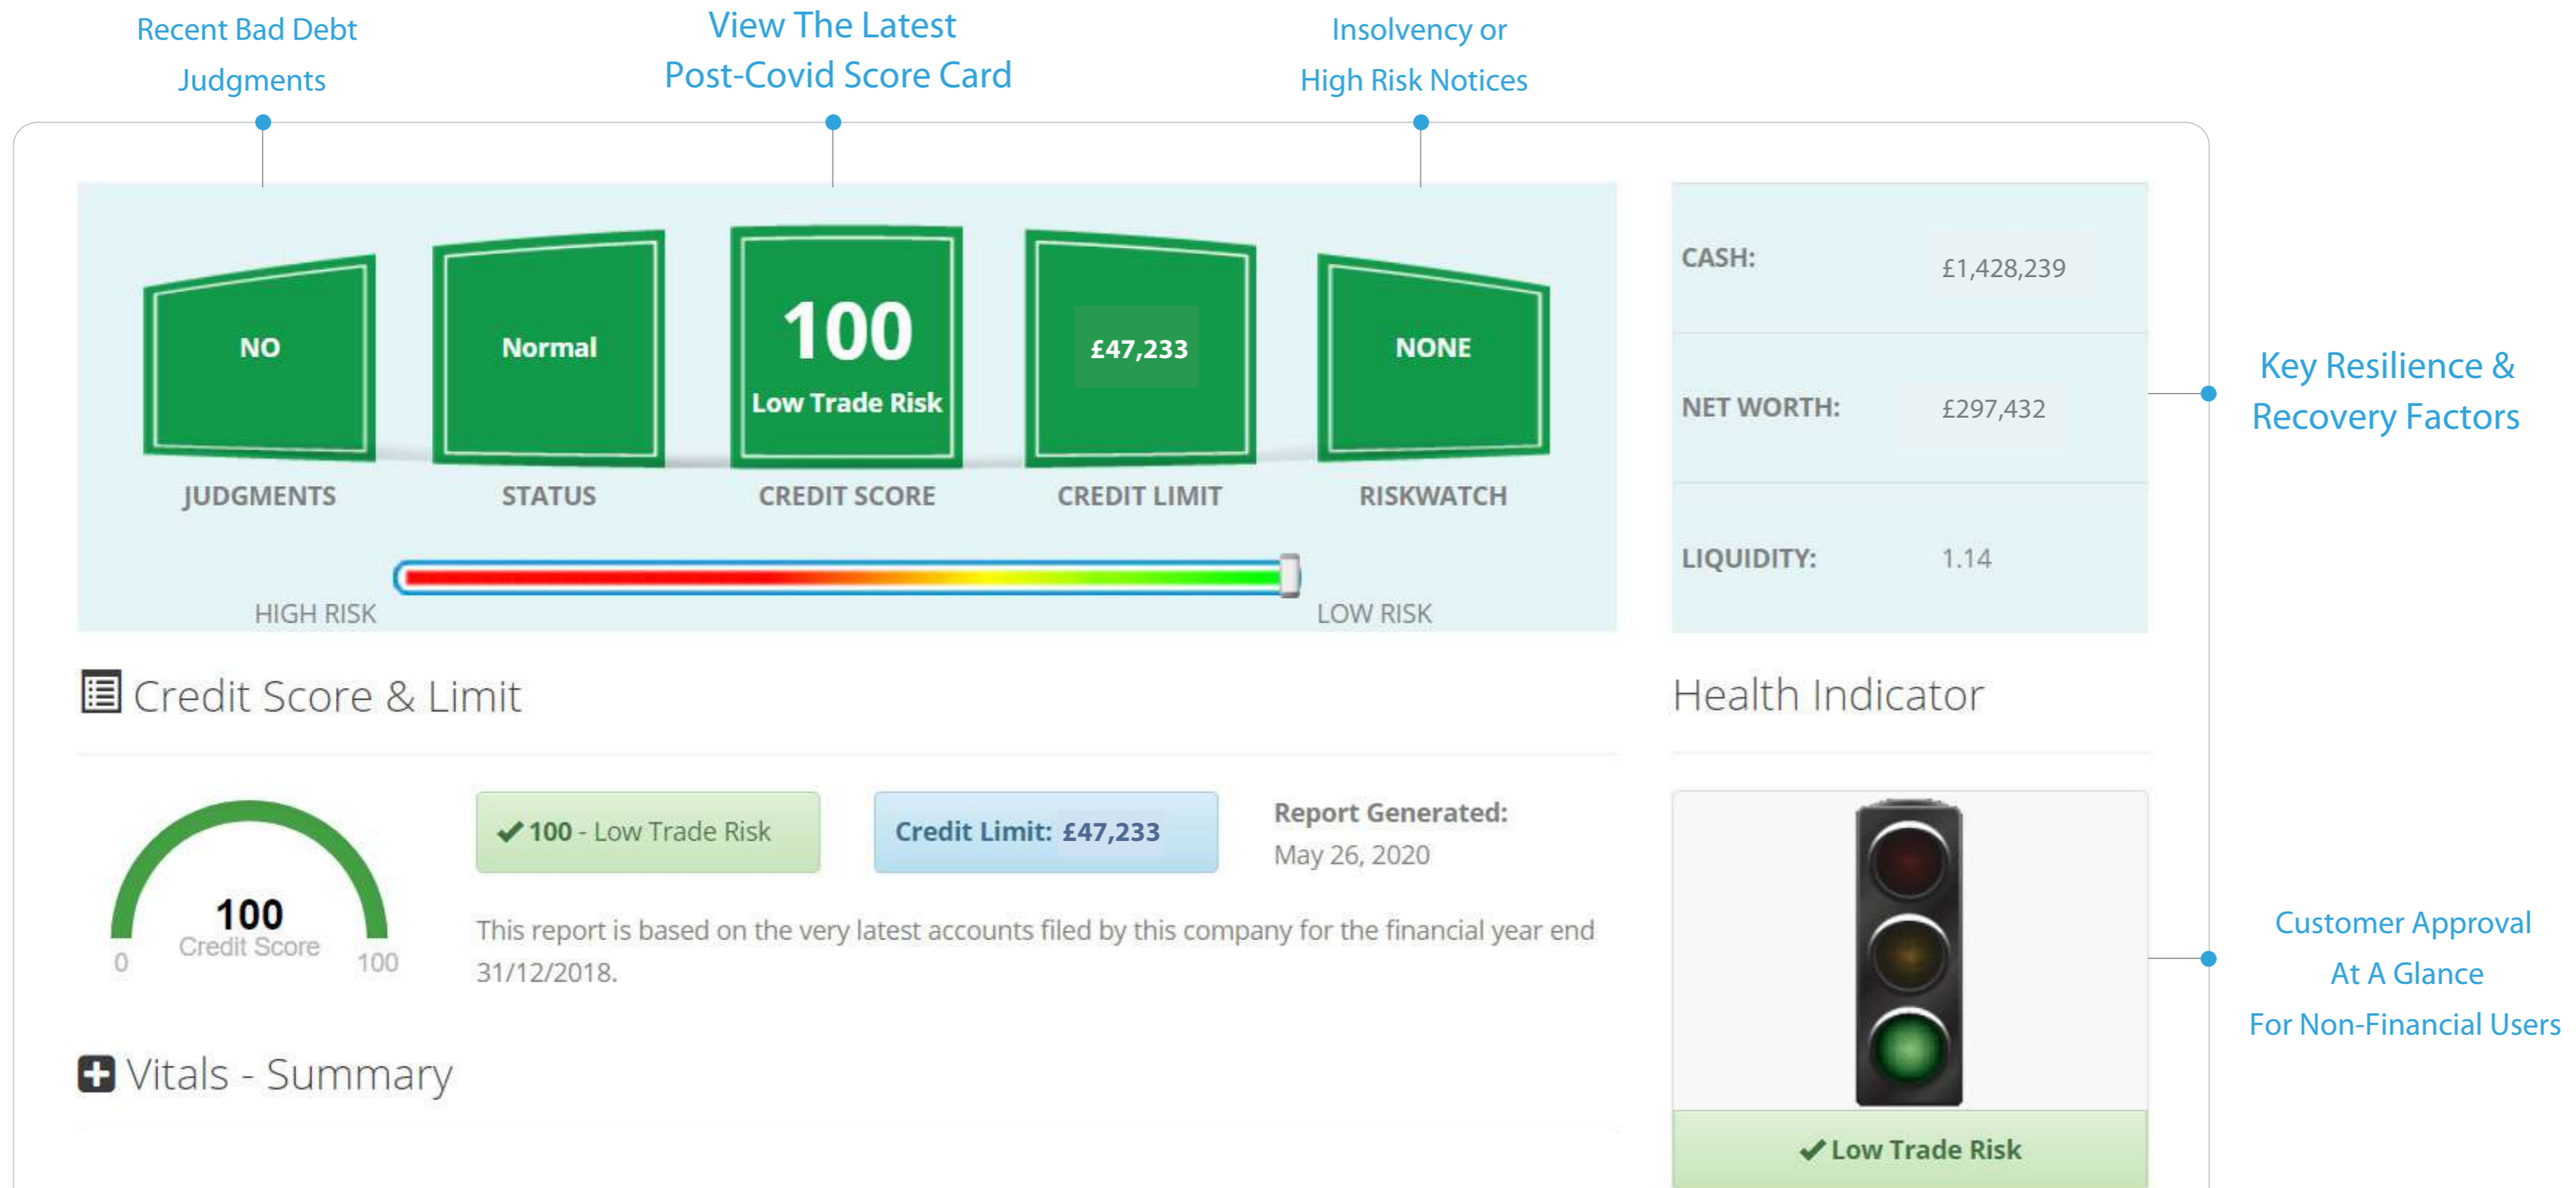 Recent Bad Debt
Judgments
View The Latest
Post-Covid Score Card
Insolvency or
High Risk Notices
NO
Normal
100
Low Trade Risk
£47,233
NONE
JUDGMENTS
STATUS
CREDIT SCORE
CREDIT LIMIT
RISKWATCH
HIGH RISK
LOW RISK
CASH:
£1,428,239
NET WORTH:
£297,432
LIQUIDITY:
1.14
Key Resilience &
Recovery Factors
Credit Score & Limit
100
Credit Score
0
100
100 - Low Trade Risk
Credit Limit: £47,233
Report Generated:
May 26, 2020
This report is based on the very latest accounts filed by this company for the financial year end
31/12/2018.
Health Indicator
Low Trade Risk
Customer Approval
At A Glance
For Non-Financial Users
Vitals - Summary